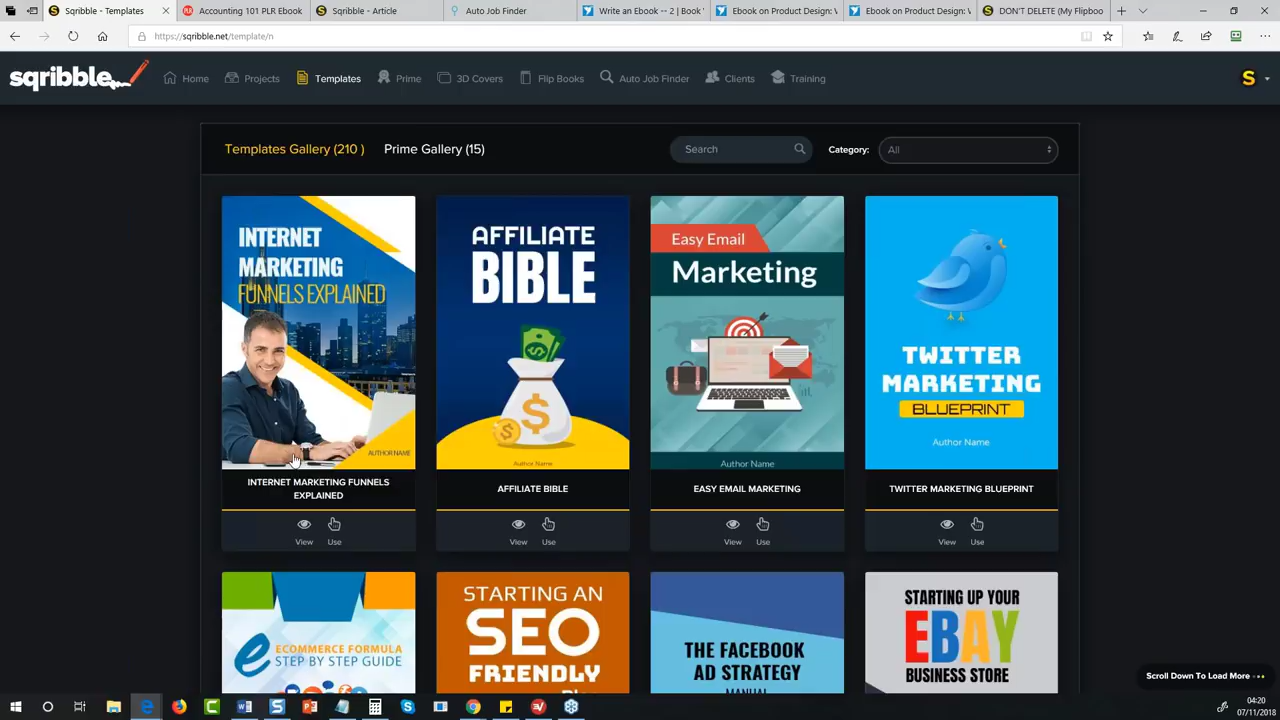 Sqribble - Templates
Accounting 101 PLR Ebook
Sqribble - Article
Auto Job Finder
Write an Ebook -- 2 | Book
Ebook on Product Design:
Ebook on Product Design:
DON'T DELETE (My Flipboo
https://sqribble.net/template/n
sqribble
Home
Projects
Templates
Prime
3D Covers
Flip Books
Auto Job Finder
Clients
Training
S
Templates Gallery (210 )
Prime Gallery (15)
Search
Category:
All
INTERNET
MARKETING
FUNNELS EXPLAINED
AUTHOR NAME
INTERNET MARKETING FUNNELS
EXPLAINED
View Use
AFFILIATE
BIBLE
Author Name
AFFILIATE BIBLE
View Use
Easy Email
Marketing
Author Name
EASY EMAIL MARKETING
View Use
TWITTER
MARKETING
BLUEPRINT
Author Name
TWITTER MARKETING BLUEPRINT
View Use
e
ECOMMERCE FORMULA
STEP BY STEP GUIDE
STARTING AN
SEO
FRIENDLY
THE FACEBOOK
AD STRATEGY
MANUAL
STARTING UP YOUR
EBAY
BUSINESS STORE
Scroll Down To Load More
04:20
07/11/2018